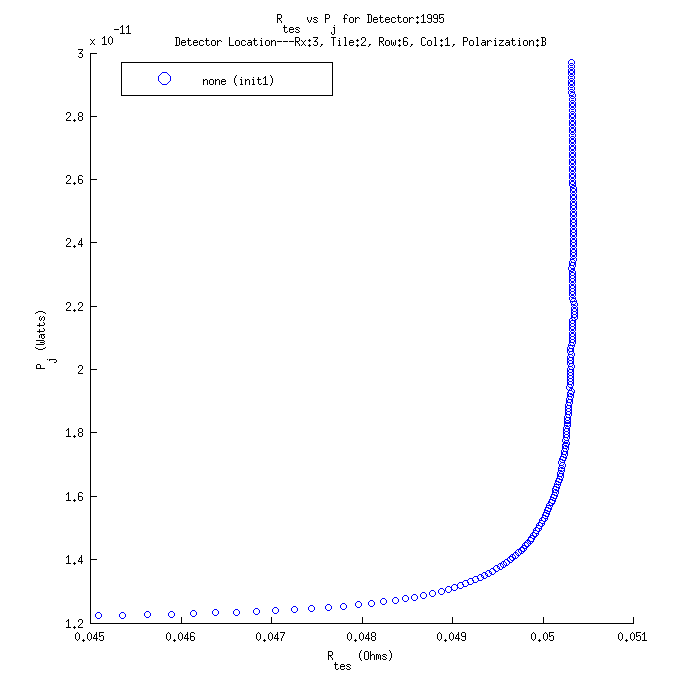 R_tes vs P_j for Detector:1995
Detector Location---Rx:3, Tile:2, Row:6, Col:1, Polarization:B
x 10^-11
none (init1)
3
2.8
2.6
2.4
2.2
2
1.8
1.6
1.4
1.2
P_j (Watts)
0.045 0.046 0.047 0.048 0.049 0.05 0.051
R_tes (Ohms)